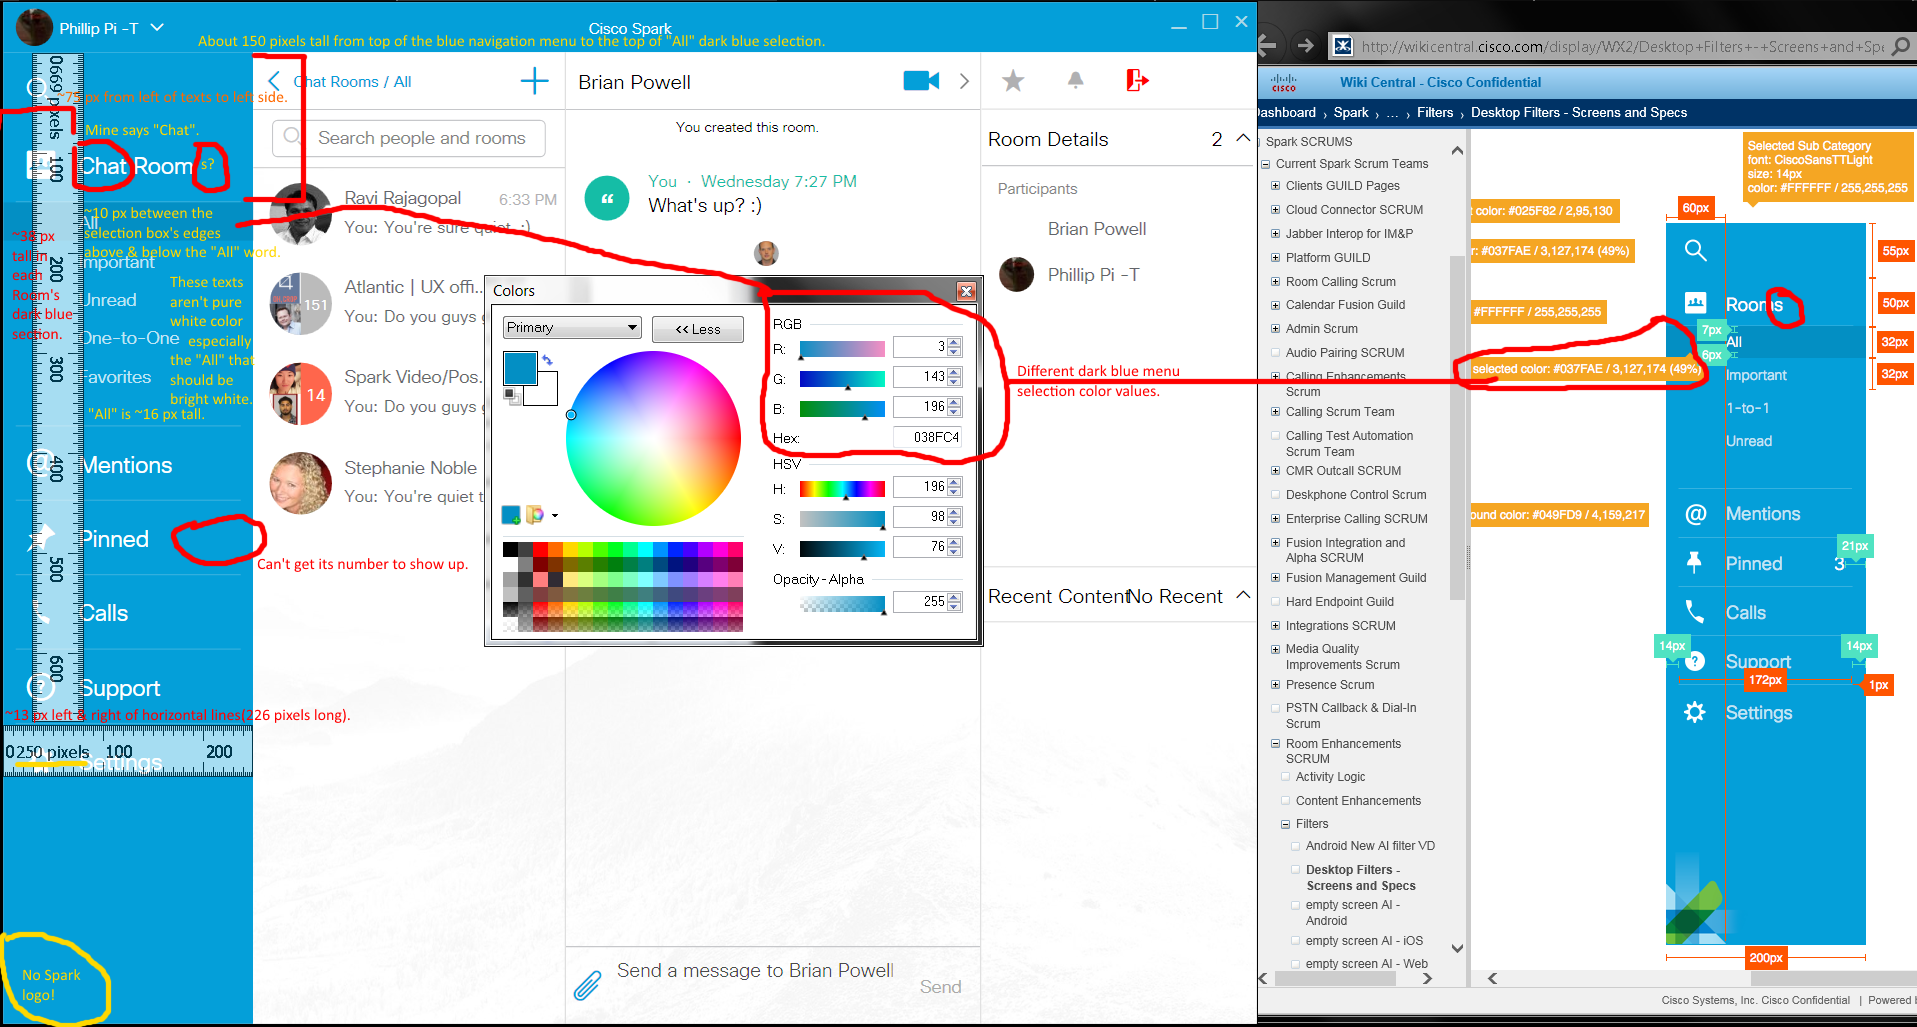 Phillip Pi -T
Cisco Spark
About 150 pixels tall from top of the blue navigation menu to the top of "All" dark blue selection.
Chat Rooms / All
~75 px from left of texts to left side.
Mine says "Chat".
Chat Room
s?
~10 px between the
selection box's edges
above & below the "All" word.
All
~38 px
tall in
each
Room's
dark blue
section.
Important
These texts
aren't pure
white color
especially
the "All" that
should be
bright white.
Unread
One-to-One
Favorites
"All" is ~16 px tall.
Mentions
Pinned
Can't get its number to show up.
Calls
Support
~13 px left & right of horizontal lines(226 pixels long).
Settings
0669 pixels
100
200
300
400
500
600
0250 pixels
100
200
No Spark
logo!
Search people and rooms
Ravi Rajagopal
6:33 PM
You: You're sure quiet. :)
Atlantic | UX offi...
151
You: Do you guys
Spark Video/Pos...
14
You: Do you guys
Stephanie Noble
You: You're quiet t
Brian Powell
You created this room.
You · Wednesday 7:27 PM
What's up? :)
Send a message to Brian Powell
Send
Room Details
2
Participants
Brian Powell
Phillip Pi -T
Different dark blue menu
selection color values.
Recent Content
No Recent
Colors
Primary
<< Less
RGB
R:
3
G:
143
B:
196
Hex:
038FC4
HSV
H:
196
S:
98
V:
76
Opacity - Alpha
255
http://wikicentral.cisco.com/display/WX2/Desktop+Filters+-+Screens+and+Spe
CISCO
Wiki Central - Cisco Confidential
Dashboard › Spark › ... › Filters › Desktop Filters - Screens and Specs
Spark SCRUMS
Current Spark Scrum Teams
Clients GUILD Pages
Cloud Connector SCRUM
Jabber Interop for IM&P
Platform GUILD
Room Calling Scrum
Calendar Fusion Guild
Admin Scrum
Audio Pairing SCRUM
Calling Enhancements
Scrum
Calling Scrum Team
Calling Test Automation
Scrum Team
CMR Outcall SCRUM
Deskphone Control Scrum
Enterprise Calling SCRUM
Fusion Integration and
Alpha SCRUM
Fusion Management Guild
Hard Endpoint Guild
Integrations SCRUM
Media Quality
Improvements Scrum
Presence Scrum
PSTN Callback & Dial-In
Scrum
Room Enhancements
SCRUM
Activity Logic
Content Enhancements
Filters
Android New AI filter VD
Desktop Filters -
Screens and Specs
empty screen AI -
Android
empty screen AI - iOS
empty screen AI - Web
Selected Sub Category
font: CiscoSansTTLight
size: 14px
color: #FFFFFF / 255,255,255
t color: #025F82 / 2,95,130
r: #037FAE / 3,127,174 (49%)
#FFFFFF / 255,255,255
selected color: #037FAE / 3,127,174 (49%)
ound color: #049FD9 / 4,159,217
60px
55px
Rooms
50px
7px
All
32px
6px
Important
32px
1-to-1
Unread
@ Mentions
21px
Pinned
3
Calls
14px
Support
14px
172px
1px
Settings
200px
Cisco Systems, Inc. Cisco Confidential | Powered b